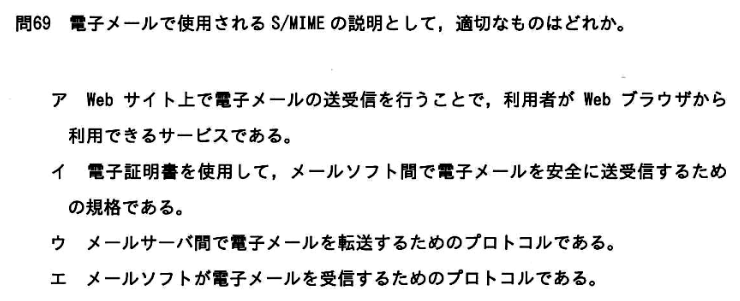 問69 電子メールで使用される S/MIME の説明として，適切なものはどれか。
ア Web サイト上で電子メールの送受信を行うことで，利用者が Web ブラウザから
利用できるサービスである。
イ 電子証明書を使用して，メールソフト間で電子メールを安全に送受信するため
の規格である。
ウ メールサーバ間で電子メールを転送するためのプロトコルである。
エ メールソフトが電子メールを受信するためのプロトコルである。